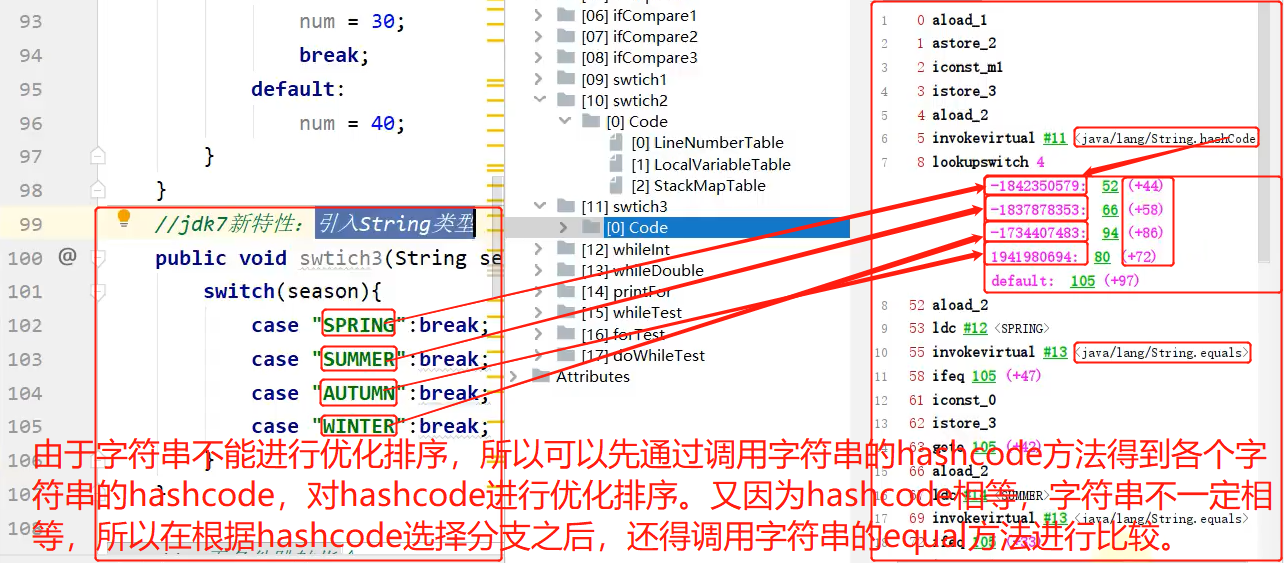 93 num = 30;
94 break;
95 default:
96 num = 40;
97 }
98 }
99 //jdk7新特性：引入String类型
100 @ public void swtich3(String se
101 switch(season){
102 case "SPRING":break;
103 case "SUMMER":break;
104 case "AUTUMN":break;
105 case "WINTER":break;
106 }
[06] ifCompare1
[07] ifCompare2
[08] ifCompare3
[09] swtich1
[10] swtich2
[0] Code
[0] LineNumberTable
[1] LocalVariableTable
[2] StackMapTable
[11] swtich3
[0] Code
[12] whileInt
[13] whileDouble
[14] printFor
[15] whileTest
[16] forTest
[17] doWhileTest
Attributes
1 0 aload_1
2 1 astore_2
3 2 iconst_m1
4 3 istore_3
5 4 aload_2
6 5 invokevirtual #11 <java/lang/String.hashCode
7 8 lookupswitch 4
-1842350579: 52 (+44)
-1837878353: 66 (+58)
-1734407483: 94 (+86)
1941980694: 80 (+72)
default: 105 (+97)
8 52 aload_2
9 53 ldc #12 <SPRING>
10 55 invokevirtual #13 <java/lang/String.equals>
11 58 ifeq 105 (+47)
12 61 iconst_0
13 62 istore_3
63 goto 105 (+42)
66 aload_2
ldc #14 <SUMMER>
17 69 invokevirtual #13 <java/lang/String.equals>
72 ifeq 105 (+33)
由于字符串不能进行优化排序，所以可以先通过调用字符串的hashcode方法得到各个字
符串的hashcode，对hashcode进行优化排序。又因为hashcode相等，字符串不一定相
等，所以在根据hashcode选择分支之后，还得调用字符串的equal方法进行比较。